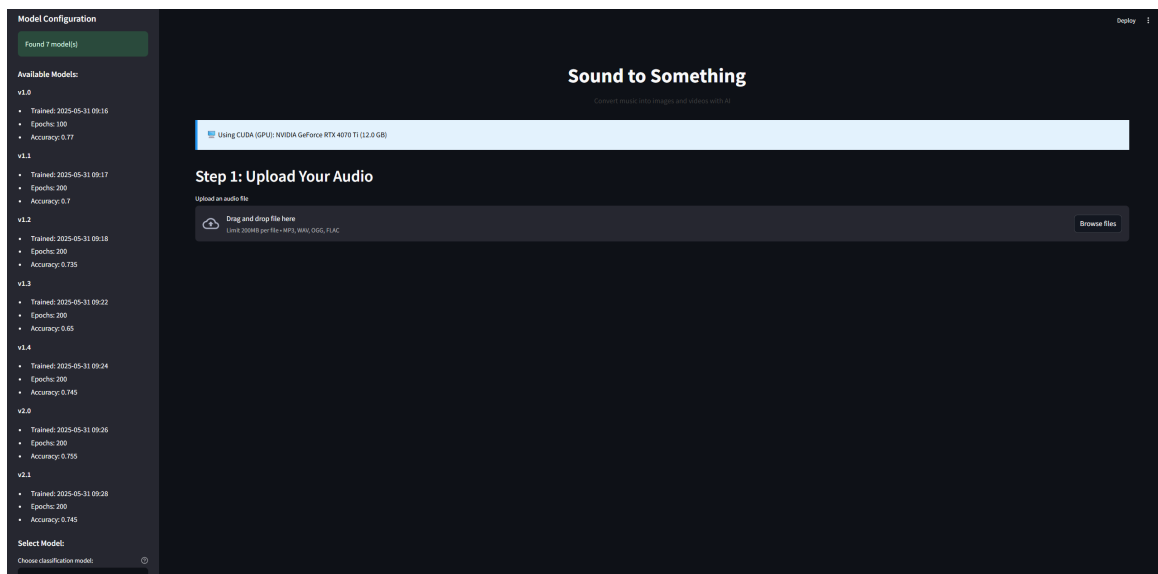 Model Configuration
Found 7 model(s)
Available Models:
v1.0
Trained: 2025-05-31 09:16
Epochs: 100
Accuracy: 0.77
v1.1
Trained: 2025-05-31 09:17
Epochs: 200
Accuracy: 0.7
v1.2
Trained: 2025-05-31 09:18
Epochs: 200
Accuracy: 0.735
v1.3
Trained: 2025-05-31 09:22
Epochs: 200
Accuracy: 0.65
v1.4
Trained: 2025-05-31 09:24
Epochs: 200
Accuracy: 0.745
v2.0
Trained: 2025-05-31 09:26
Epochs: 200
Accuracy: 0.755
v2.1
Trained: 2025-05-31 09:28
Epochs: 200
Accuracy: 0.745
Select Model:
Choose classification model:
Deploy
Sound to Something
Convert music into images and videos with AI
Using CUDA (GPU): NVIDIA GeForce RTX 4070 Ti (12.0 GB)
Step 1: Upload Your Audio
Upload an audio file
Drag and drop file here
Limit 200MB per file • MP3, WAV, OGG, FLAC
Browse files